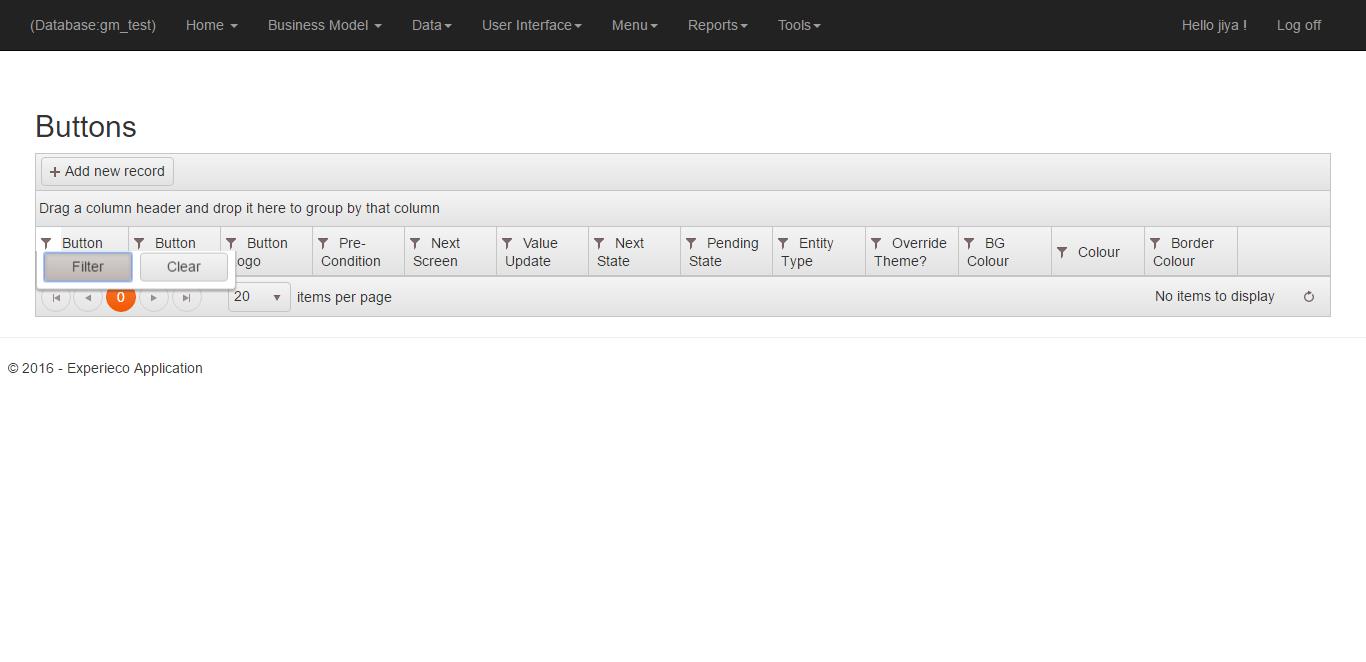 (Database:gm_test) Home Business Model Data User Interface Menu Reports Tools Hello jiya ! Log off
Buttons
+ Add new record
Drag a column header and drop it here to group by that column
Button Button Button Pre- Next Value Next Pending Entity Override BG Colour Border
ogo Condition Screen Update State State Type Theme? Colour Colour
Filter Clear
0 20 items per page No items to display
© 2016 - Experieco Application